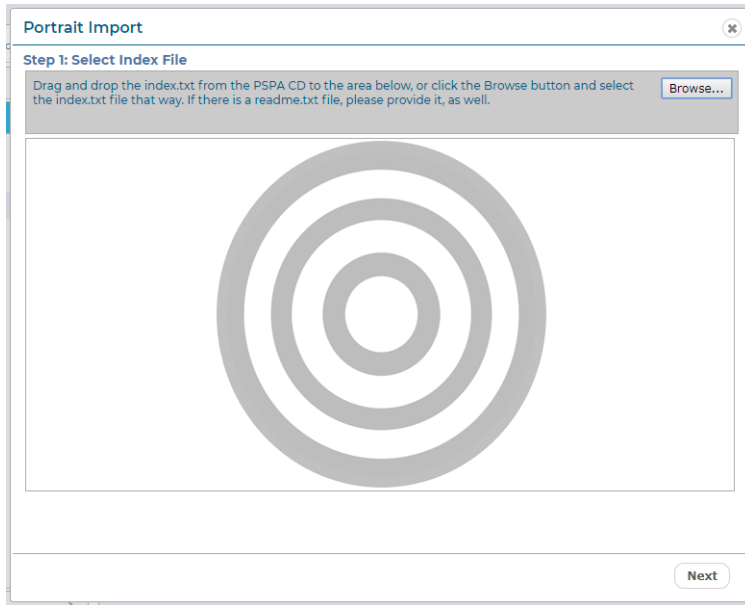 Portrait Import
Step 1: Select Index File
Drag and drop the index.txt from the PSPA CD to the area below, or click the Browse button and select
the index.txt file that way. If there is a readme.txt file, please provide it, as well.
Browse...
Next